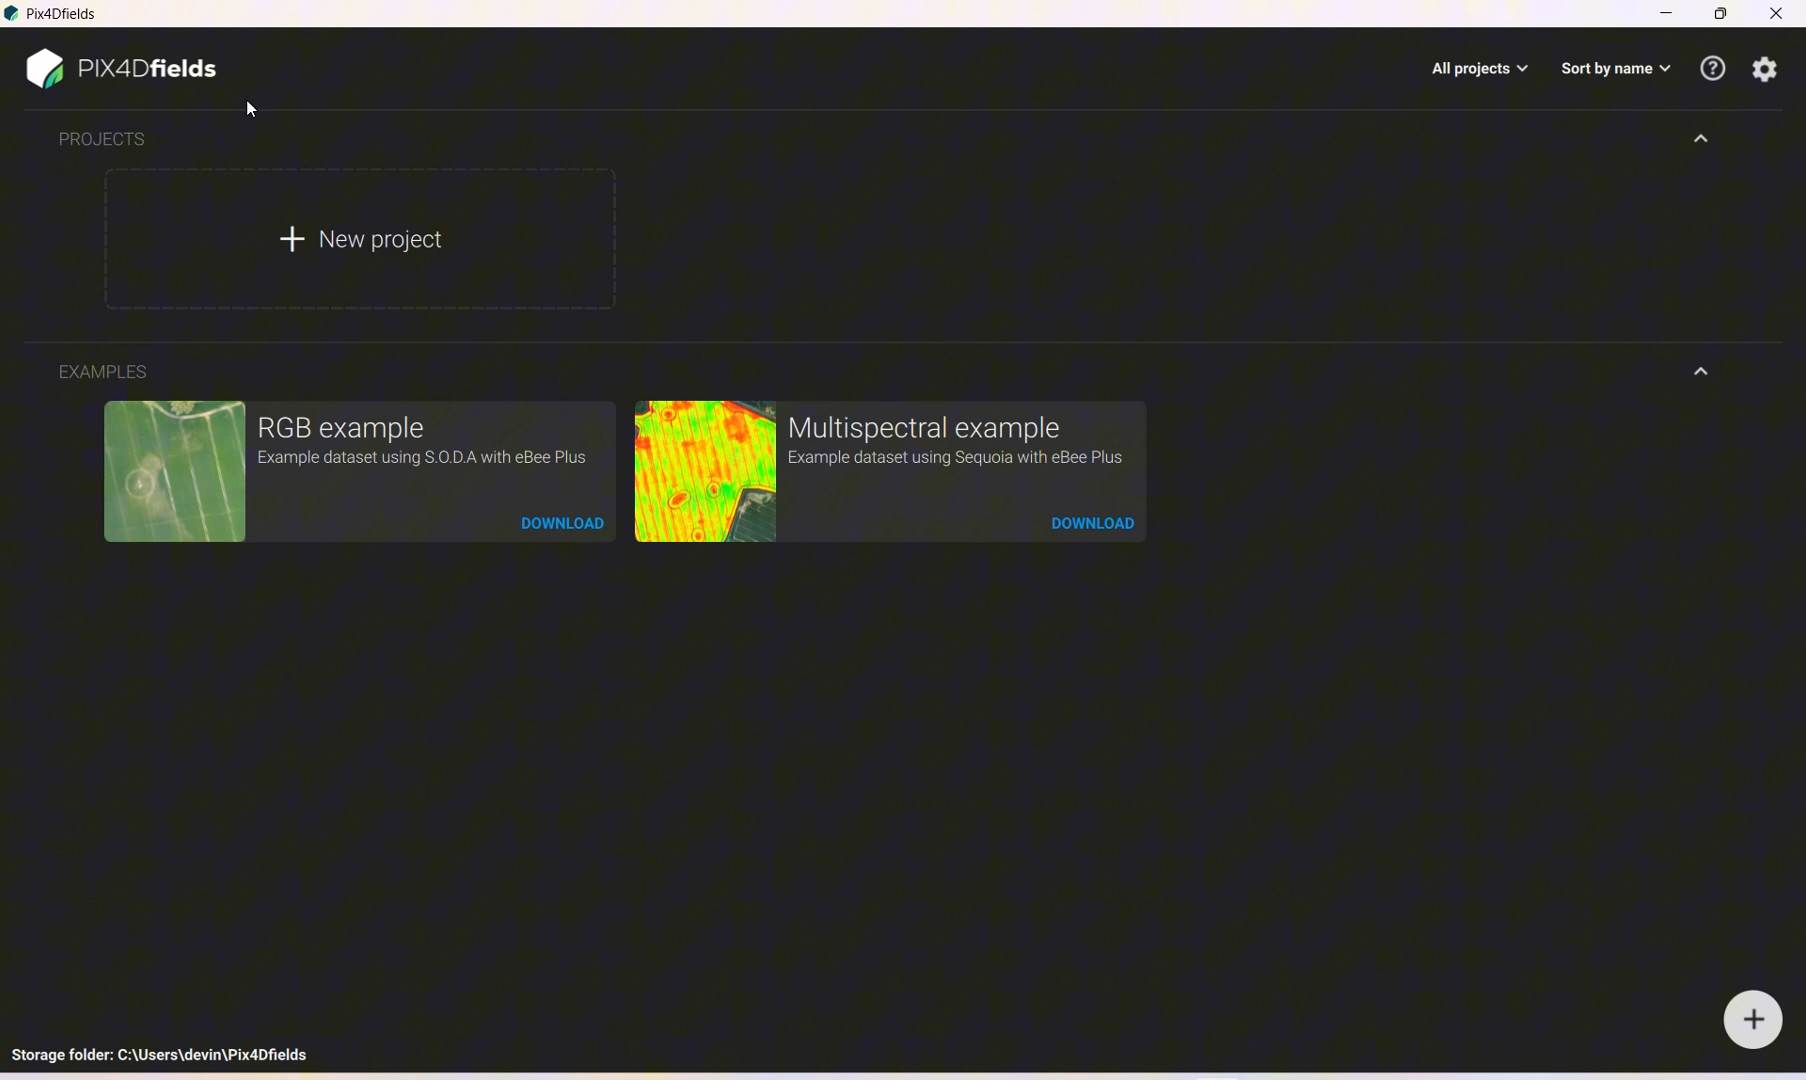 Pix4Dfields
PIX4Dfields
All projects
Sort by name
PROJECTS
New project
EXAMPLES
RGB example
Example dataset using S.O.D.A with eBee Plus
DOWNLOAD
Multispectral example
Example dataset using Sequoia with eBee Plus
DOWNLOAD
Storage folder: C:\Users\devin\Pix4Dfields